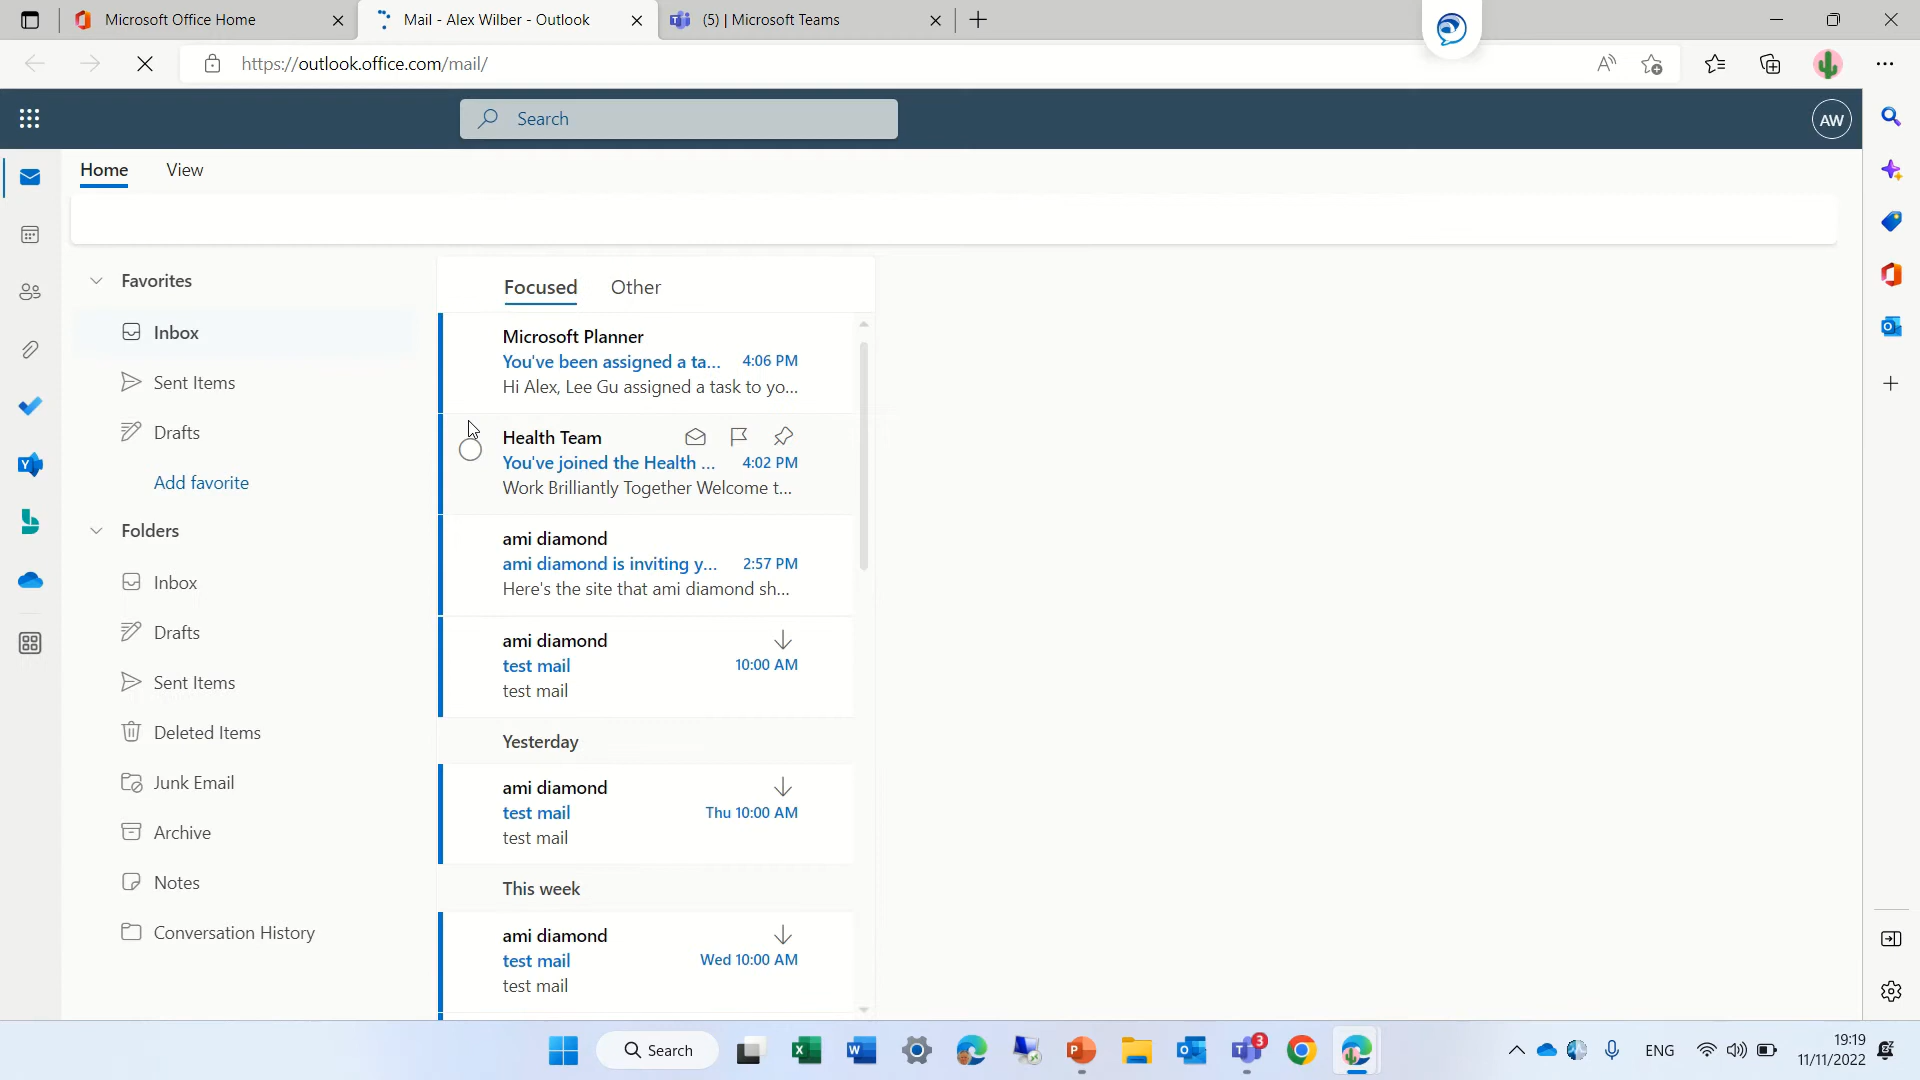 Microsoft Office Home
Mail - Alex Wilber - Outlook
(5) | Microsoft Teams
https://outlook.office.com/mail/
Search
AW
Home
View
Favorites
Inbox
Sent Items
Drafts
Add favorite
Folders
Inbox
Drafts
Sent Items
Deleted Items
Junk Email
Archive
Notes
Conversation History
Focused
Other
Microsoft Planner
You've been assigned a ta... 4:06 PM
Hi Alex, Lee Gu assigned a task to yo...
Health Team
You've joined the Health ... 4:02 PM
Work Brilliantly Together Welcome t...
ami diamond
ami diamond is inviting y... 2:57 PM
Here's the site that ami diamond sh...
ami diamond
test mail 10:00 AM
test mail
Yesterday
ami diamond
test mail Thu 10:00 AM
test mail
This week
ami diamond
test mail Wed 10:00 AM
test mail
Search
3
ENG
19:19
11/11/2022